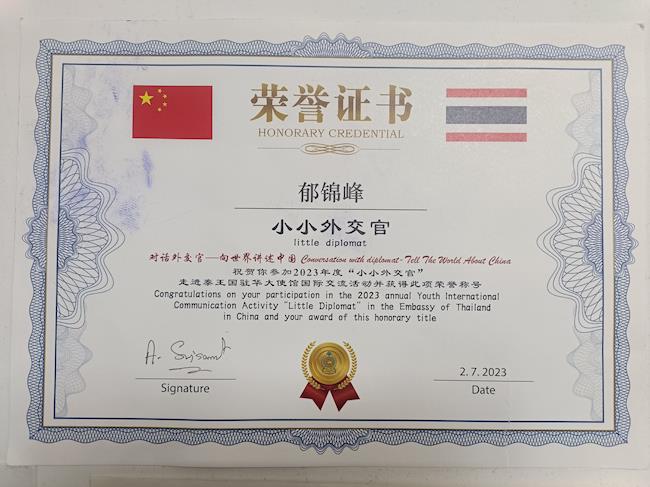 荣誉证书
HONORARY CREDENTIAL
郁锦峰
小小外交官
little diplomat
对话外交官—向世界讲述中国 Conversation with diplomat-Tell The World About China
祝贺你参加2023年度“小小外交官”
走进泰王国驻华大使馆国际交流活动并获得此项荣誉称号
Congratulations on your participation in the 2023 annual Youth International
Communication Activity "Little Diplomat" in the Embassy of Thailand
in China and your award of this honorary title
Signature
2. 7. 2023
Date